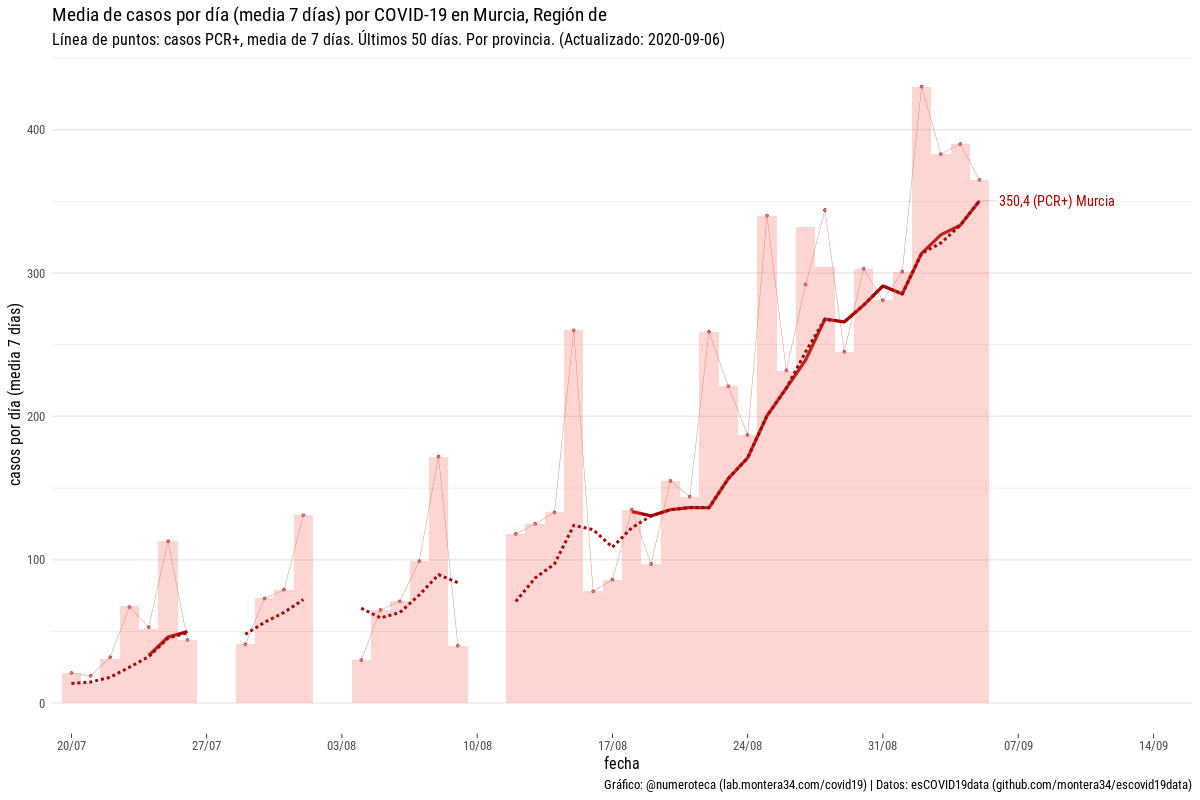 Media de casos por día (media 7 días) por COVID-19 en Murcia, Región de
Línea de puntos: casos PCR+, media de 7 días. Últimos 50 días. Por provincia. (Actualizado: 2020-09-06)
casos por día (media 7 días)
400
300
200
100
0
350,4 (PCR+) Murcia
20/07
27/07
03/08
10/08
17/08
24/08
31/08
07/09
14/09
fecha
Gráfico: @numeroteca (lab.montera34.com/covid19) | Datos: esCOVID19data (github.com/montera34/escovid19data)